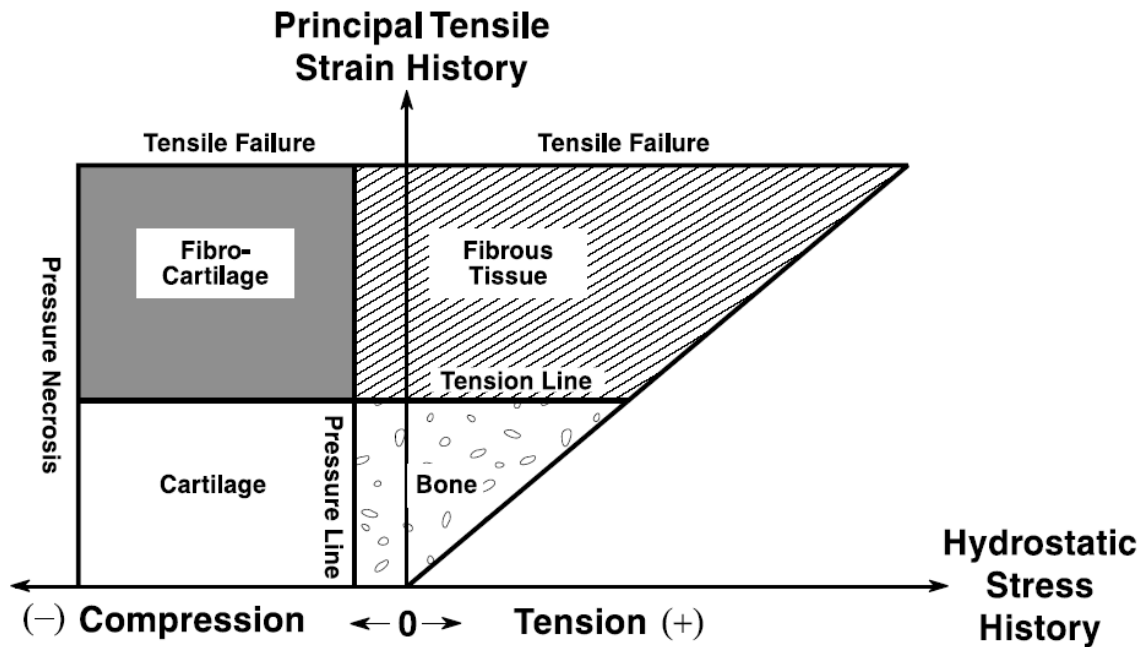 Principal Tensile
Strain History
Tensile Failure
Tensile Failure
Fibro-
Cartilage
Fibrous
Tissue
Pressure Necrosis
Tension Line
Pressure Line
Cartilage
Bone
Hydrostatic
Stress
History
(−) Compression
0
Tension (+)